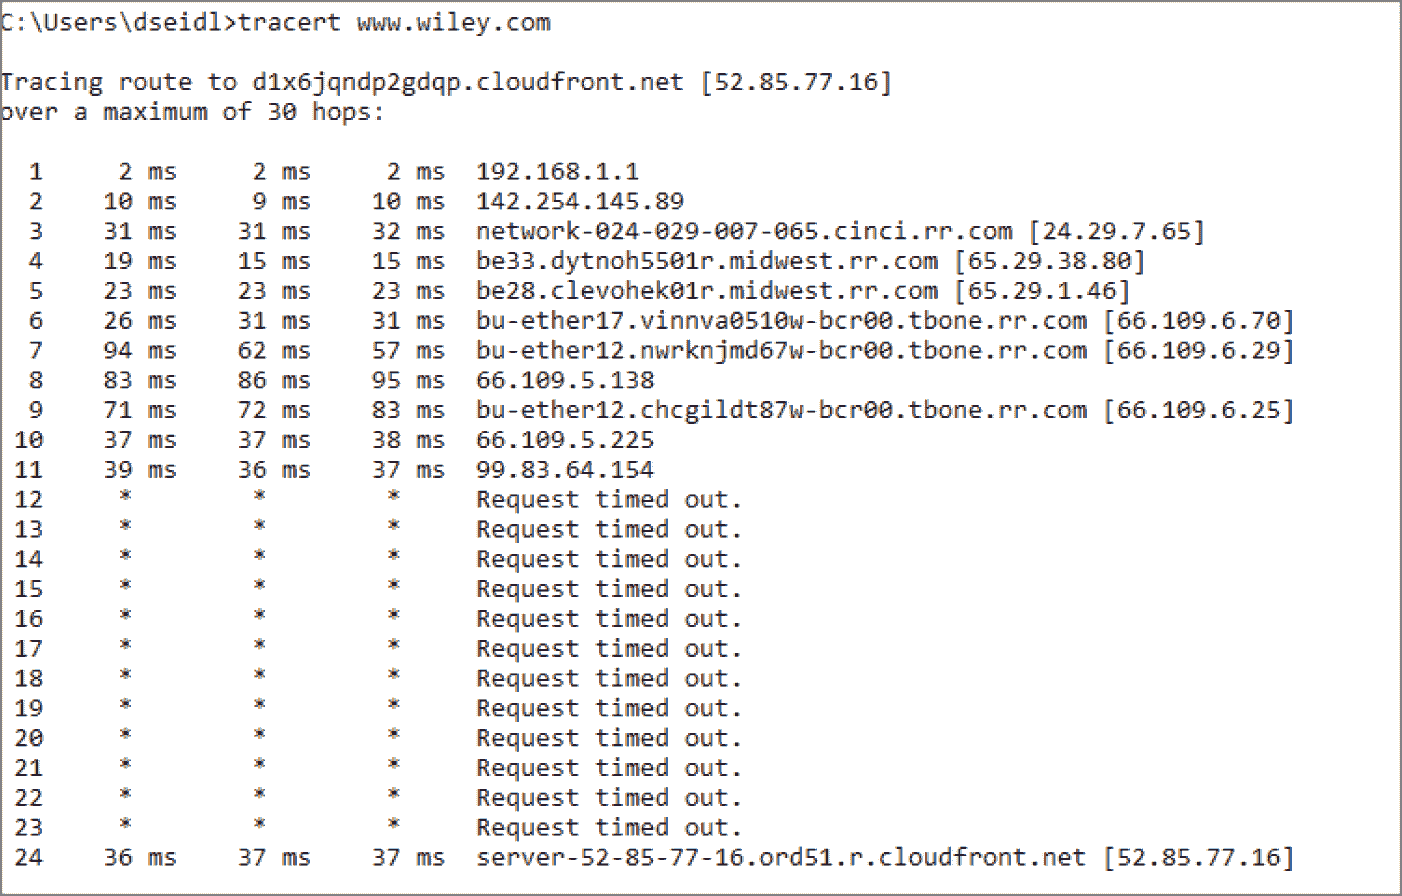 C:\Users\dseidl>tracert www.wiley.com
Tracing route to d1x6jqndp2gdqp.cloudfront.net [52.85.77.16]
over a maximum of 30 hops:
1 2 ms 2 ms 2 ms 192.168.1.1
2 10 ms 9 ms 10 ms 142.254.145.89
3 31 ms 31 ms 32 ms network-024-029-007-065.cinci.rr.com [24.29.7.65]
4 19 ms 15 ms 15 ms be33.dytnoh5501r.midwest.rr.com [65.29.38.80]
5 23 ms 23 ms 23 ms be28.clevohek01r.midwest.rr.com [65.29.1.46]
6 26 ms 31 ms 31 ms bu-ether17.vinnva0510w-bcr00.tbone.rr.com [66.109.6.70]
7 94 ms 62 ms 57 ms bu-ether12.nwrknjmd67w-bcr00.tbone.rr.com [66.109.6.29]
8 83 ms 86 ms 95 ms 66.109.5.138
9 71 ms 72 ms 83 ms bu-ether12.chcgildt87w-bcr00.tbone.rr.com [66.109.6.25]
10 37 ms 37 ms 38 ms 66.109.5.225
11 39 ms 36 ms 37 ms 99.83.64.154
12 * * * Request timed out.
13 * * * Request timed out.
14 * * * Request timed out.
15 * * * Request timed out.
16 * * * Request timed out.
17 * * * Request timed out.
18 * * * Request timed out.
19 * * * Request timed out.
20 * * * Request timed out.
21 * * * Request timed out.
22 * * * Request timed out.
23 * * * Request timed out.
24 36 ms 37 ms 37 ms server-52-85-77-16.ord51.r.cloudfront.net [52.85.77.16]